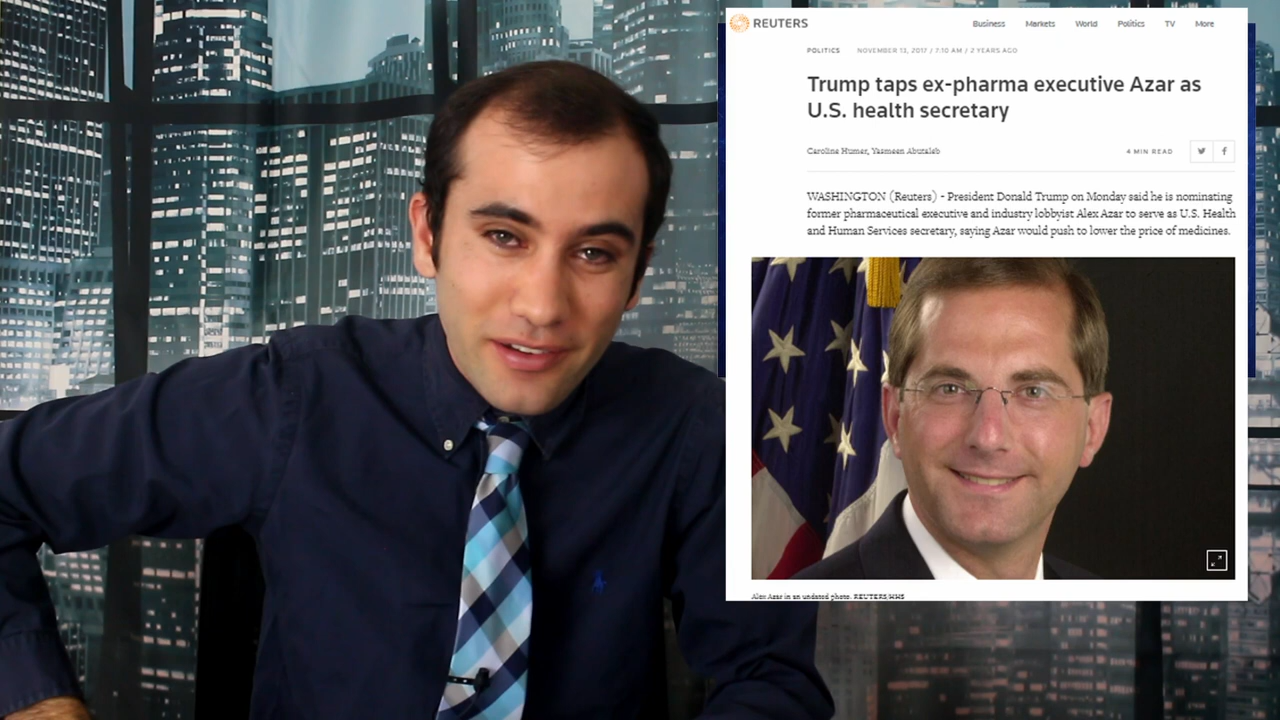 REUTERS
Business Markets World Politics TV More
POLITICS NOVEMBER 13, 2017 / 7:10 AM / 2 YEARS AGO
Trump taps ex-pharma executive Azar as
U.S. health secretary
Caroline Humer, Yasmeen Abutaleb
4 MIN READ
WASHINGTON (Reuters) - President Donald Trump on Monday said he is nominating
former pharmaceutical executive and industry lobbyist Alex Azar to serve as U.S. Health
and Human Services secretary, saying Azar would push to lower the price of medicines.
Alex Azar in an undated photo. REUTERS/HHS